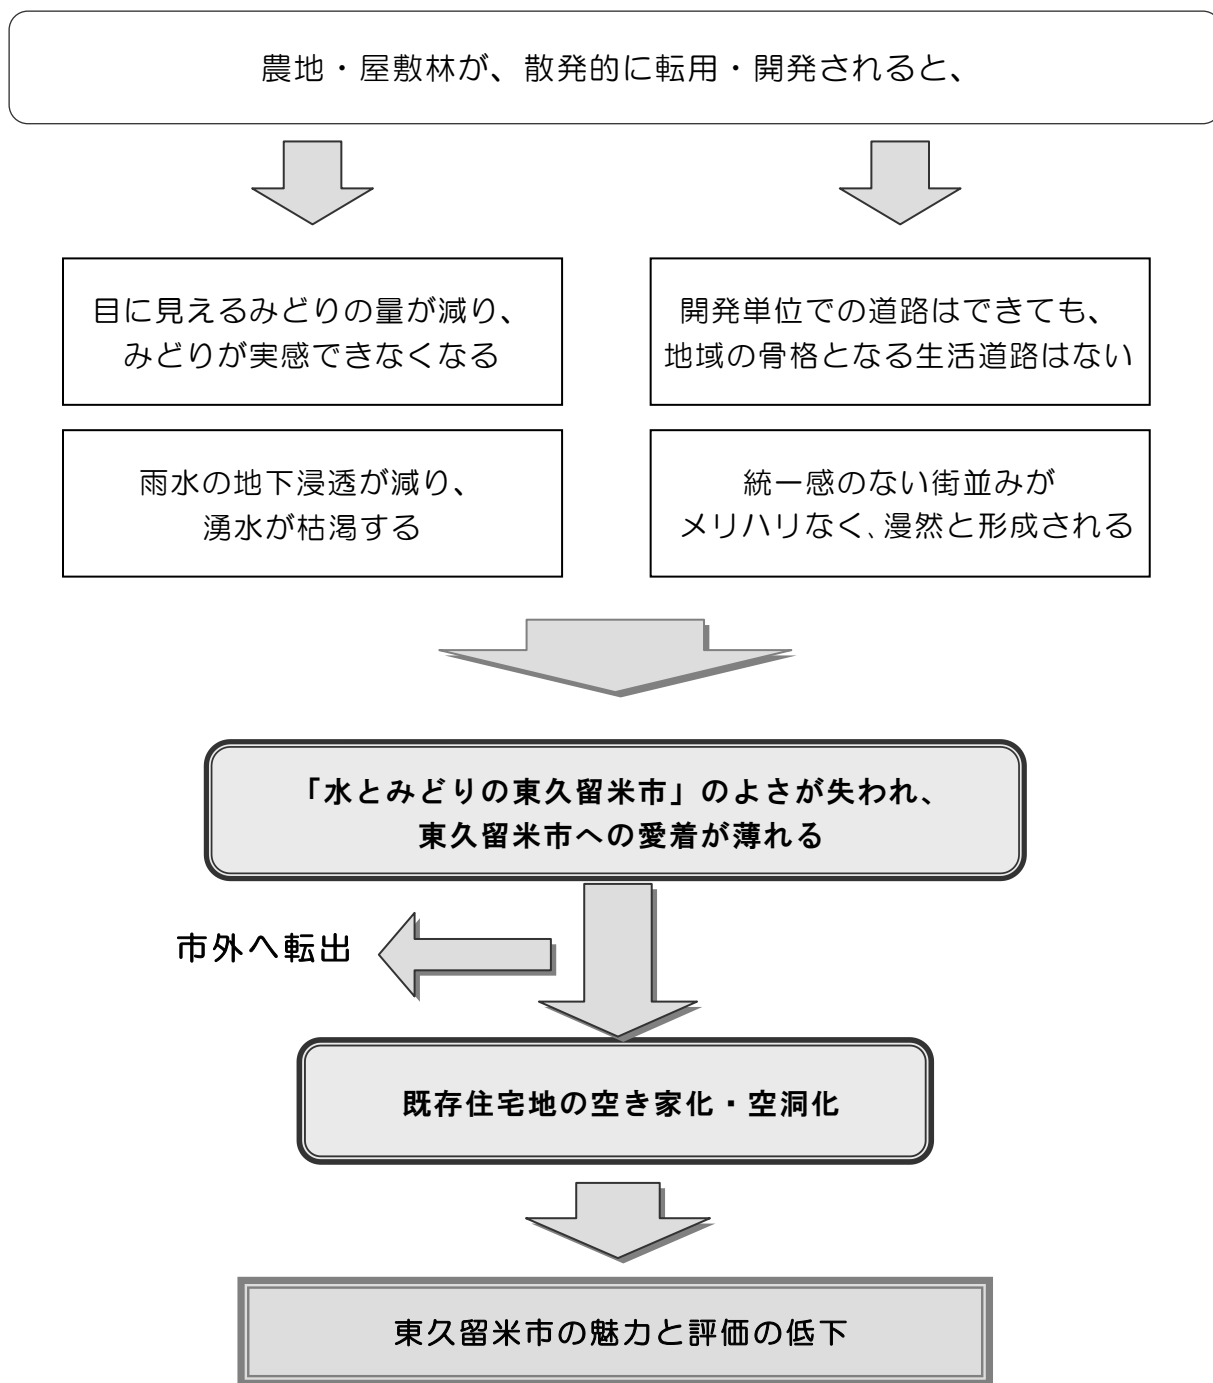 農地・屋敷林が、散発的に転用・開発されると、
目に見えるみどりの量が減り、
みどりが実感できなくなる
開発単位での道路はできても、
地域の骨格となる生活道路はない
雨水の地下浸透が減り、
湧水が枯渇する
統一感のない街並みが
メリハリなく、漫然と形成される
「水とみどりの東久留米市」のよさが失われ、
東久留米市への愛着が薄れる
市外へ転出
既存住宅地の空き家化・空洞化
東久留米市の魅力と評価の低下